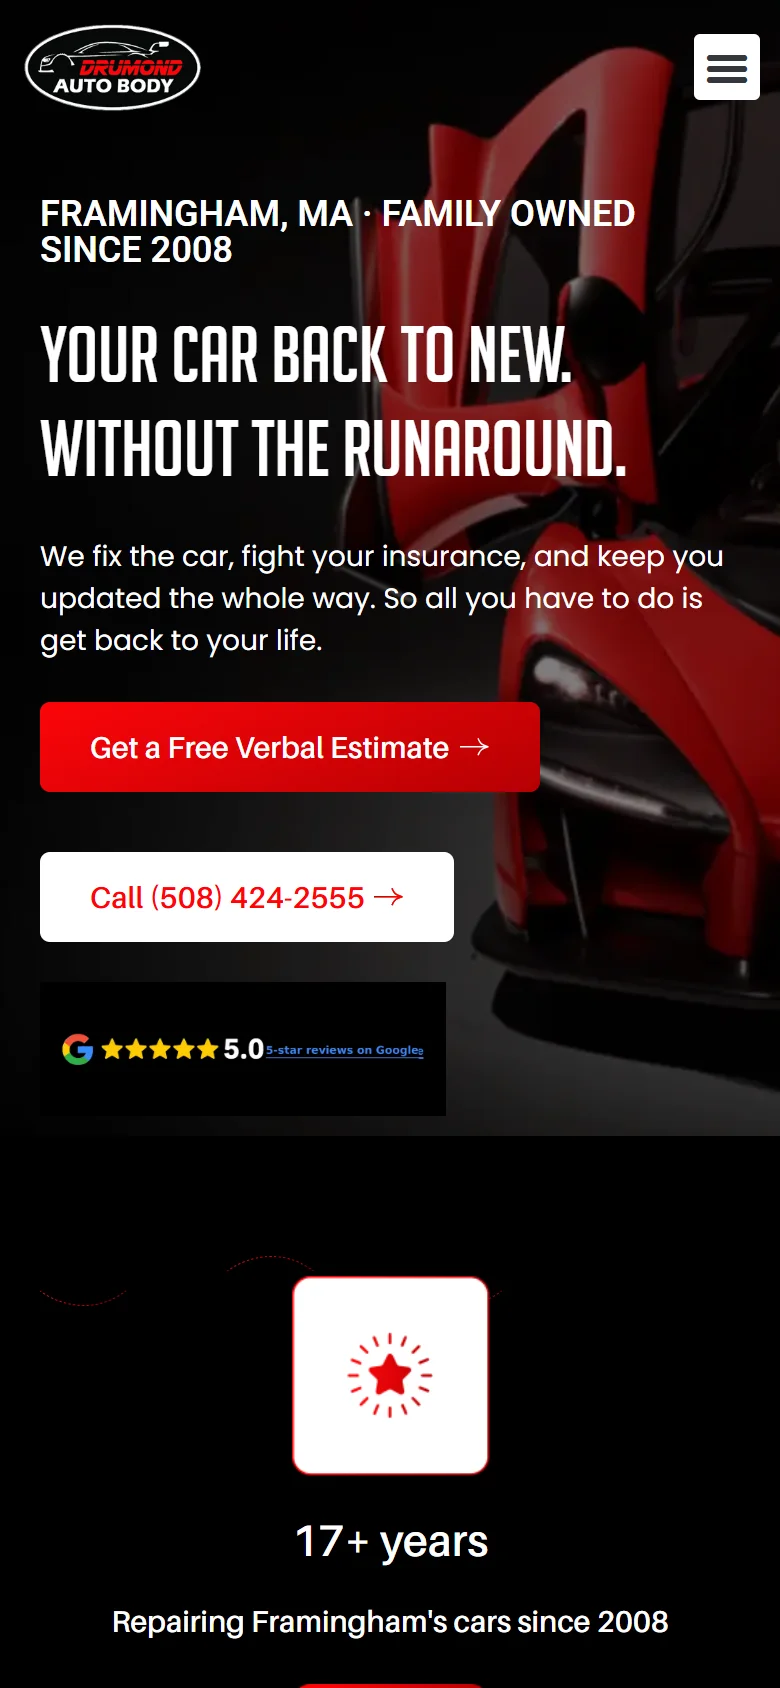 DRUMOND
AUTO BODY
FRAMINGHAM, MA · FAMILY OWNED
SINCE 2008
YOUR CAR BACK TO NEW.
WITHOUT THE RUNAROUND.
We fix the car, fight your insurance, and keep you
updated the whole way. So all you have to do is
get back to your life.
Get a Free Verbal Estimate →
Call (508) 424-2555 →
5.0 5-star reviews on Google
17+ years
Repairing Framingham's cars since 2008